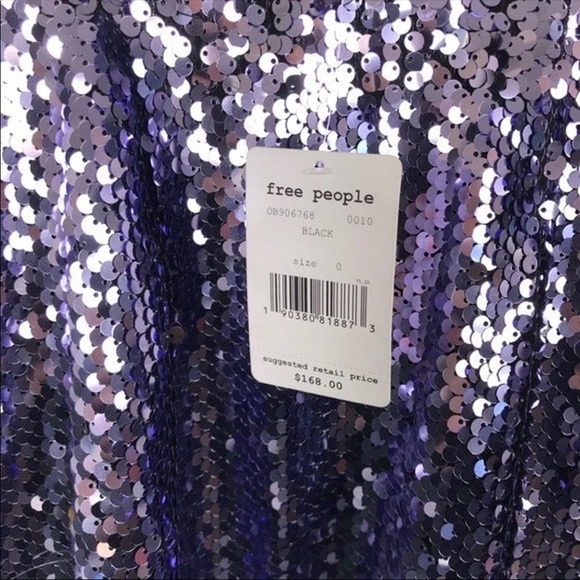 free people
OB906768 0010
BLACK
size 0
1 90380 81887 3
suggested retail price
$168.00